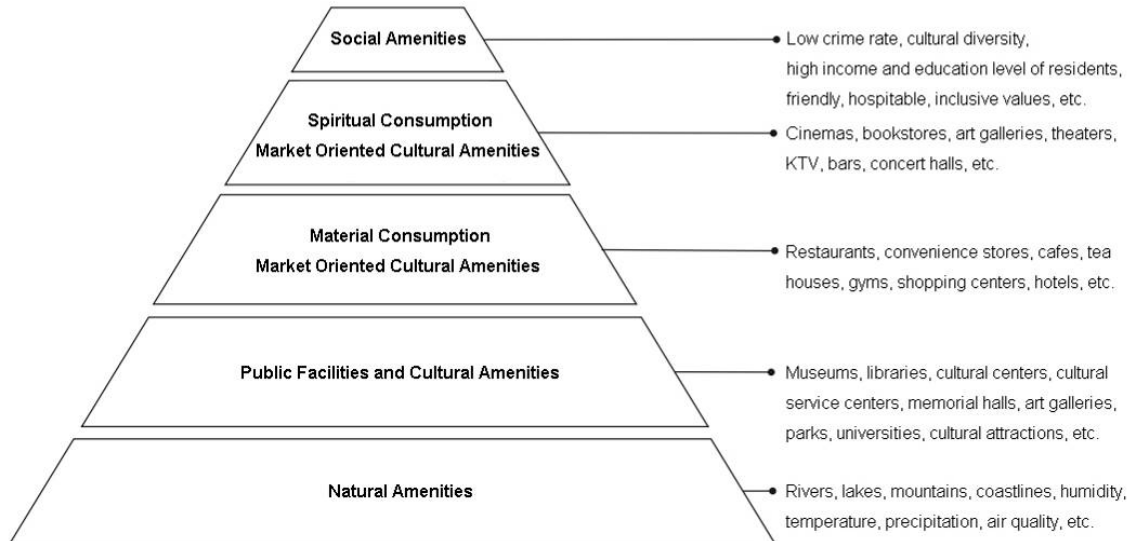 Social Amenities
Low crime rate, cultural diversity,
high income and education level of residents,
friendly, hospitable, inclusive values, etc.
Spiritual Consumption
Market Oriented Cultural Amenities
Cinemas, bookstores, art galleries, theaters,
KTV, bars, concert halls, etc.
Material Consumption
Market Oriented Cultural Amenities
Restaurants, convenience stores, cafes, tea
houses, gyms, shopping centers, hotels, etc.
Public Facilities and Cultural Amenities
Museums, libraries, cultural centers, cultural
service centers, memorial halls, art galleries,
parks, universities, cultural attractions, etc.
Natural Amenities
Rivers, lakes, mountains, coastlines, humidity,
temperature, precipitation, air quality, etc.